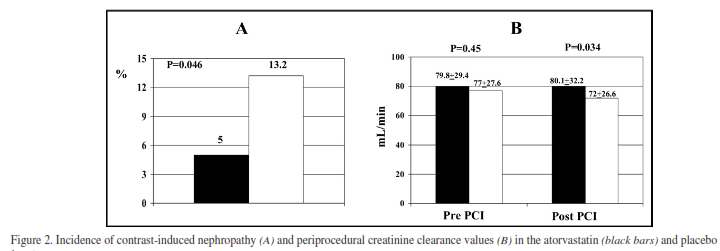 A
B
P=0.046
13.2
%
15
12
9
6
3
0
5
P=0.45
P=0.034
100
80
60
40
20
0
mL/min
79.8±29.4
77±27.6
80.1±32.2
72±26.6
Pre PCI
Post PCI
Figure 2. Incidence of contrast-induced nephropathy (A) and periprocedural creatinine clearance values (B) in the atorvastatin (black bars) and placebo